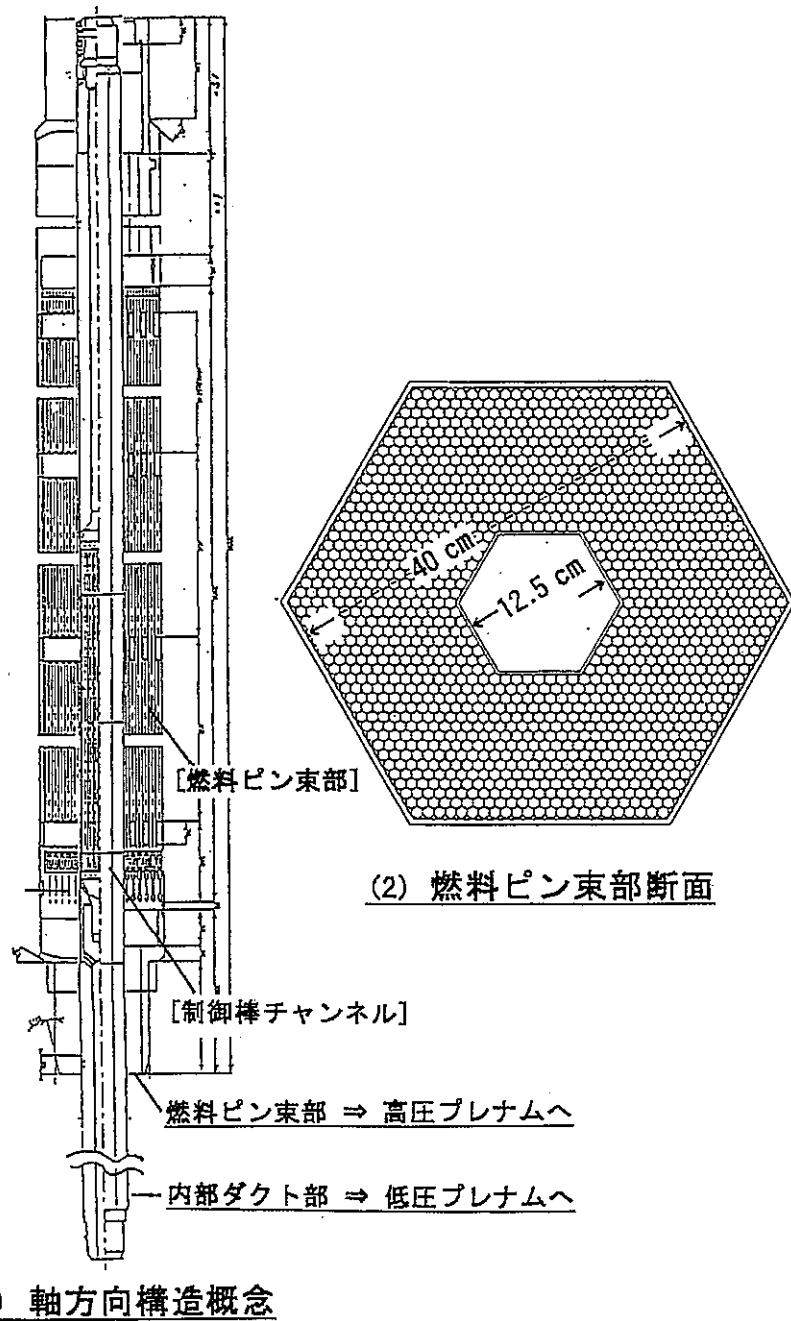 40 cm
12.5 cm
[燃料ピン束部]
(2) 燃料ピン束部断面
[制御棒チャンネル]
燃料ピン束部 ⇒ 高圧プレナムへ
内部ダクト部 ⇒ 低圧プレナムへ
) 軸方向構造概念